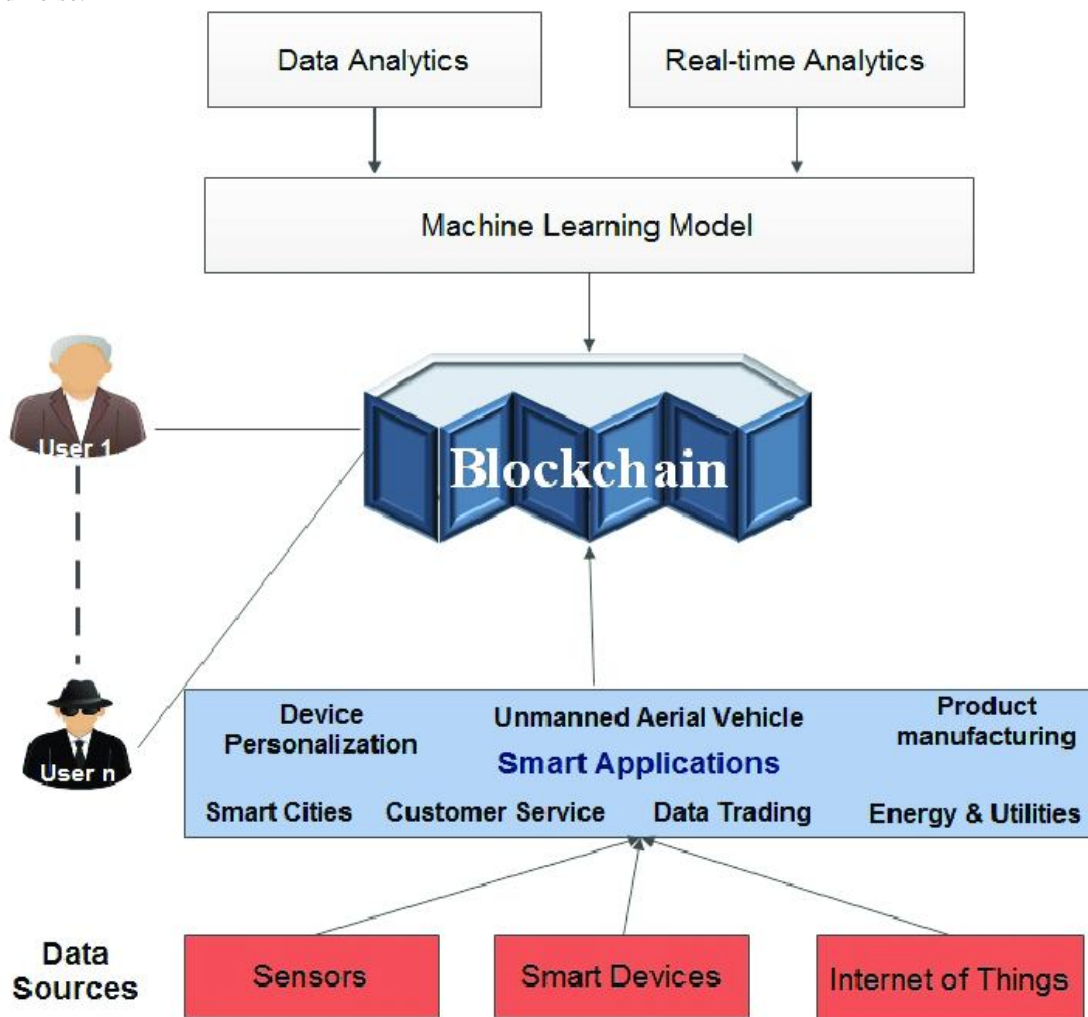 Data Analytics
Real-time Analytics
Machine Learning Model
User 1
Blockchain
User n
Device
Personalization
Unmanned Aerial Vehicle
Product
manufacturing
Smart Applications
Smart Cities
Customer Service
Data Trading
Energy & Utilities
Data
Sources
Sensors
Smart Devices
Internet of Things